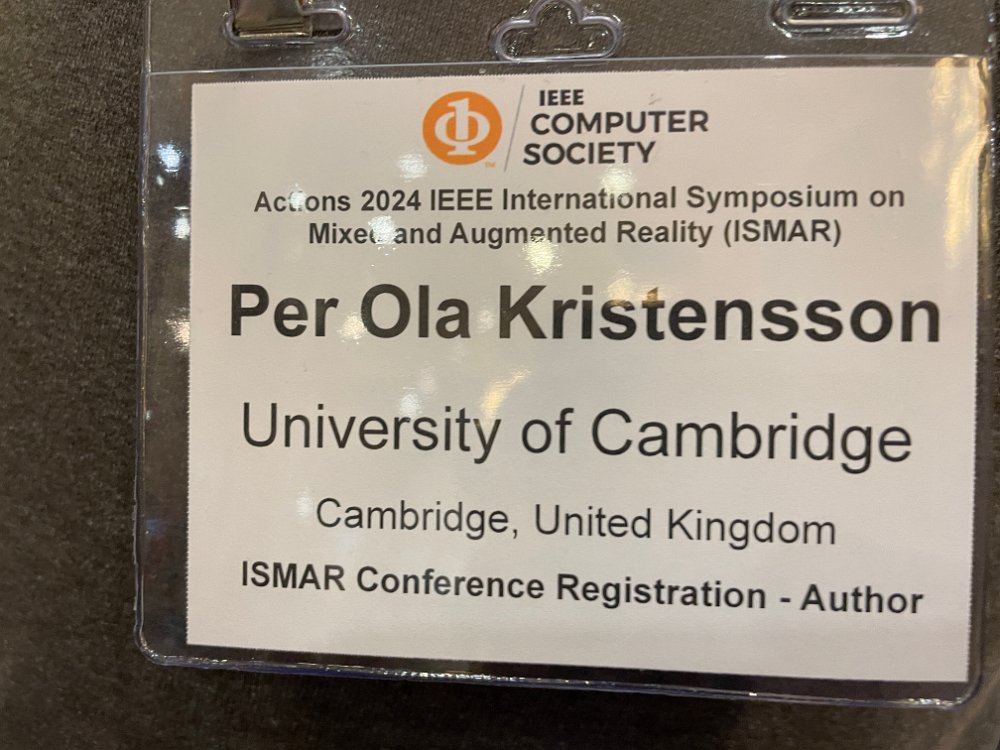 IEEE
COMPUTER
SOCIETY
Actions 2024 IEEE International Symposium on
Mixed and Augmented Reality (ISMAR)
Per Ola Kristensson
University of Cambridge
Cambridge, United Kingdom
ISMAR Conference Registration - Author